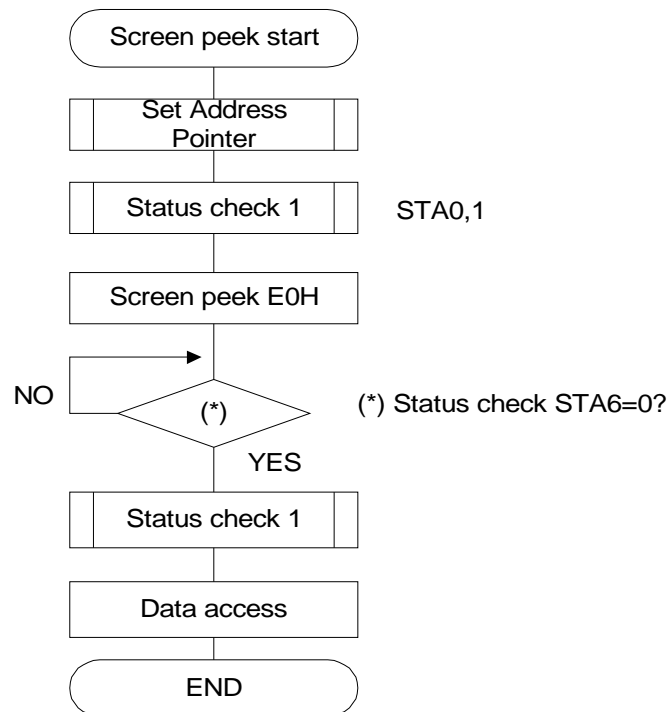 Screen peek start
Set Address
Pointer
Status check 1
STA0,1
Screen peek E0H
NO
(*)
(*) Status check STA6=0?
YES
Status check 1
Data access
END